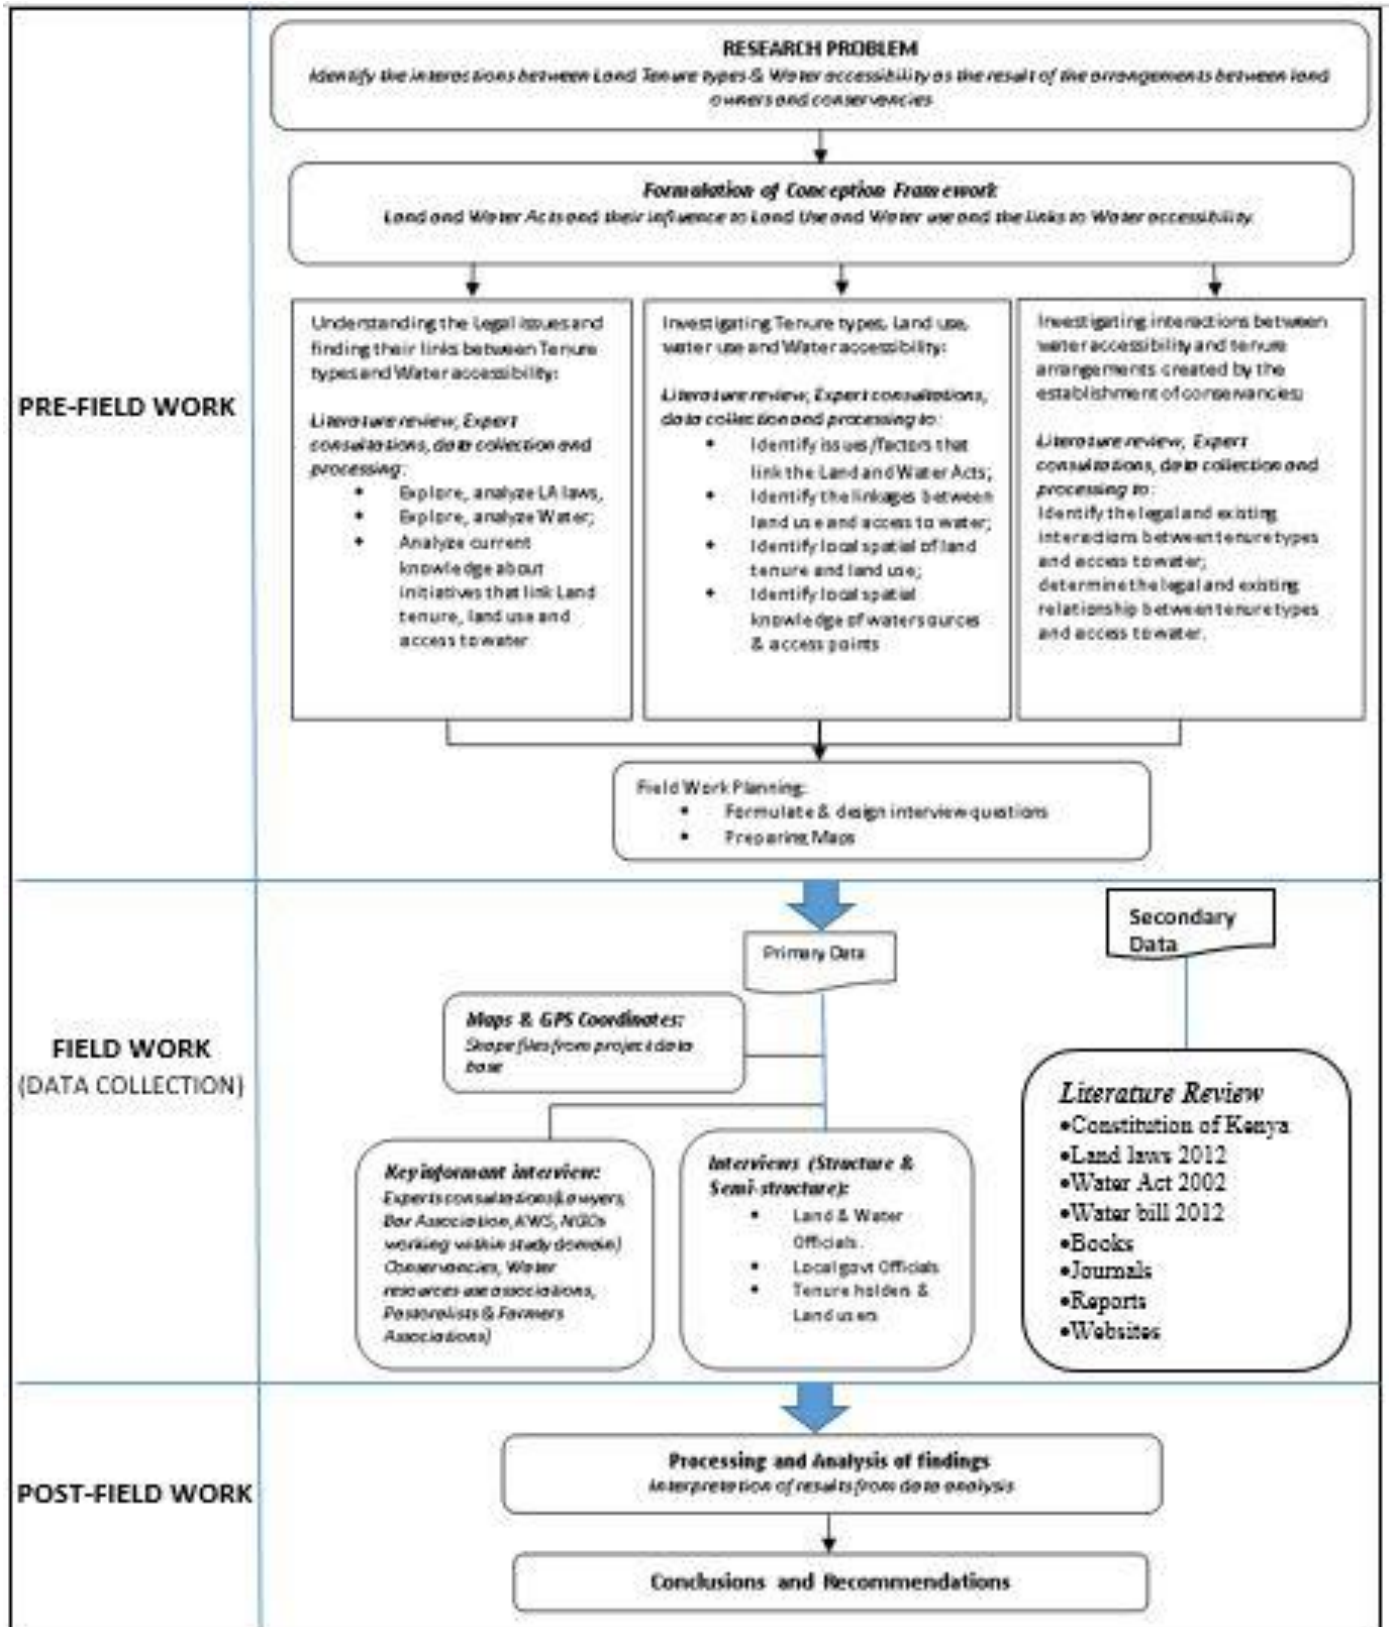 RESEARCH PROBLEM
Identify the interactions between Land Tenure types & Water accessibility as the result of the arrangements between land
owners and conservancies
Formulation of Conception Framework
Land and Water Acts and their influence to Land Use and Water use and the links to Water accessibility.
PRE-FIELD WORK
Understanding the Legal issues and
finding their links between Tenure
types and Water accessibility:
Literature review, Expert
consultations, data collection and
processing:
• Explore, analyze LA laws,
• Explore, analyze Water;
• Analyze current
knowledge about
initiatives that link Land
tenure, land use and
access to water
Investigating Tenure types, Land use,
water use and Water accessibility:
Literature review, Expert consultations,
data collection and processing to:
• Identify issues/factors that
link the Land and Water Acts;
• Identify the linkages between
land use and access to water;
• Identify local spatial of land
tenure and land use;
• Identify local spatial
knowledge of water sources
& access points
Investigating interactions between
water accessibility and tenure
arrangements created by the
establishment of conservancies;
Literature review, Expert
consultations, data collection and
processing to:
Identify the legal and existing
interactions between tenure types
and access to water;
determine the legal and existing
relationship between tenure types
and access to water.
Field Work Planning:
• Formulate & design interview questions
• Preparing Maps
FIELD WORK
(DATA COLLECTION)
Primary Data
Secondary
Data
Maps & GPS Coordinates:
Shape files from project data
base
Key informant interview:
Experts consultations(Lawyers,
Bar Association, KWS, NGOs
working within study domain)
Conservancies, Water
resources use associations,
Pastoralists & Farmers
Associations)
Interviews (Structure &
Semi-structure):
• Land & Water
Officials.
• Local govt Officials
• Tenure holders &
Land users
Literature Review
•Constitution of Kenya
•Land laws 2012
•Water Act 2002
•Water bill 2012
•Books
•Journals
•Reports
•Websites
POST-FIELD WORK
Processing and Analysis of findings
Interpretation of results from data analysis
Conclusions and Recommendations